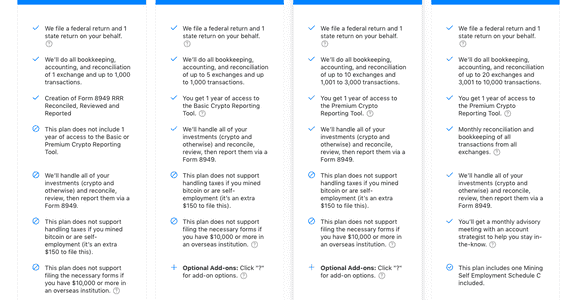 We file a federal return and 1
state return on your behalf.
We'll do all bookkeeping,
accounting, and reconciliation
of 1 exchange and up to 1,000
transactions.
Creation of Form 8949 RRR
Reconciled, Reviewed and
Reported
This plan does not include 1
year of access to the Basic or
Premium Crypto Reporting
Tool.
We'll handle all of your
investments (crypto and
otherwise) and reconcile,
review, then report them via a
Form 8949.
This plan does not support
handling taxes if you mined
bitcoin or are self-
employment (it's an extra
$150 to file this).
This plan does not support
filing the necessary forms if
you have $10,000 or more in
an overseas institution. ?
We file a federal return and 1
state return on your behalf.
?
We'll do all bookkeeping,
accounting, and reconciliation
of up to 5 exchanges and up
to 1,000 transactions.
You get 1 year of access to
the Basic Crypto Reporting
Tool. ?
We'll handle all of your
investments (crypto and
otherwise) and reconcile,
review, then report them via a
Form 8949.
This plan does not support
handling taxes if you mined
bitcoin or are self-
employment (it's an extra
$150 to file this).
This plan does not support
filing the necessary forms if
you have $10,000 or more in
an overseas institution. ?
Optional Add-ons: Click "?"
for add-on options. ?
We file a federal return and 1
state return on your behalf.
?
We'll do all bookkeeping,
accounting, and reconciliation
of up to 10 exchanges and
1,001 to 3,000 transactions.
You get 1 year of access to
the Premium Crypto
Reporting Tool. ?
We'll handle all of your
investments (crypto and
otherwise) and reconcile,
review, then report them via a
Form 8949.
This plan does not support
handling taxes if you mined
bitcoin or are self-
employment (it's an extra
$150 to file this).
This plan does not support
filing the necessary forms if
you have $10,000 or more in
an overseas institution. ?
Optional Add-ons: Click "?"
for add-on options. ?
We file a federal return and 1
state return on your behalf.
?
We'll do all bookkeeping,
accounting, and reconciliation
of up to 20 exchanges and
3,001 to 10,000 transactions.
You get 1 year of access to
the Premium Crypto
Reporting Tool. ?
Monthly reconciliation and
bookkeeping of all
transactions from all
exchanges. ?
We'll handle all of your
investments (crypto and
otherwise) and reconcile,
review, then report them via a
Form 8949.
You'll get a monthly advisory
meeting with an account
strategist to help you stay in-
the-know. ?
This plan includes one Mining
Self Employment Schedule C
included.